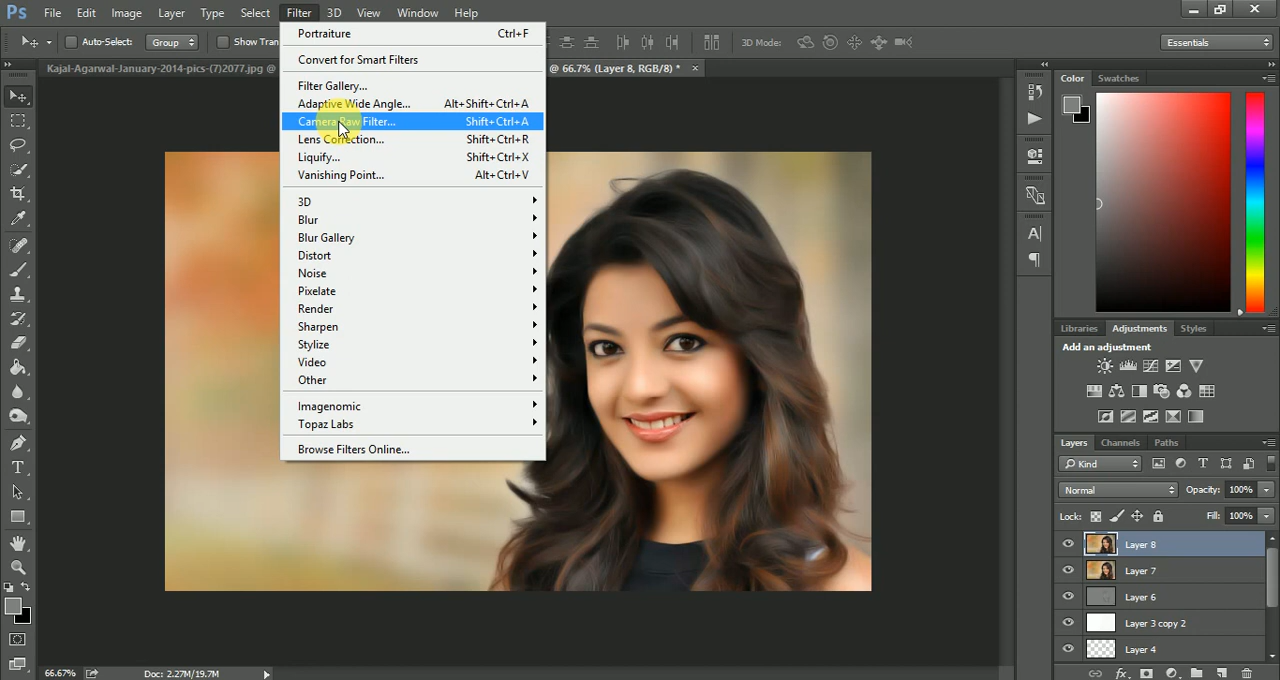 Ps File Edit Image Layer Type Select Filter 3D View Window Help
Auto-Select: Group Show Tran 3D Mode: Essentials
Kajal-Agarwal-January-2014-pics-(7)2077.jpg @ @ 66.7% (Layer 8, RGB/8) * ×
Portraiture Ctrl+F
Convert for Smart Filters
Filter Gallery...
Adaptive Wide Angle... Alt+Shift+Ctrl+A
Camera Raw Filter... Shift+Ctrl+A
Lens Correction... Shift+Ctrl+R
Liquify... Shift+Ctrl+X
Vanishing Point... Alt+Ctrl+V
3D
Blur
Blur Gallery
Distort
Noise
Pixelate
Render
Sharpen
Stylize
Video
Other
Imagenomic
Topaz Labs
Browse Filters Online...
Color Swatches
Libraries Adjustments Styles
Add an adjustment
Layers Channels Paths
Kind
Normal Opacity: 100%
Lock: Fill: 100%
Layer 8
Layer 7
Layer 6
Layer 3 copy 2
Layer 4
66.67% Doc: 2.27M/19.7M